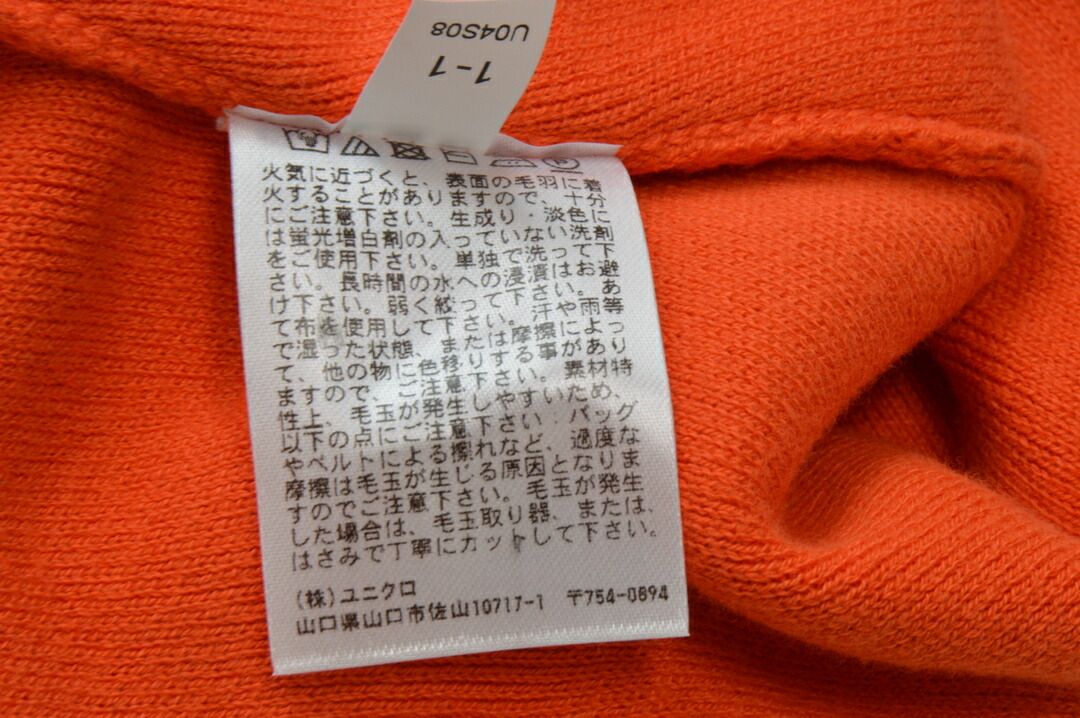 1-1
U04S08
火気に近づくと、表面の毛羽に着
火することがありますので、十分
にご注意下さい。生成り・淡色に
は蛍光増白剤の入っていない洗剤
をご使用下さい。単独で洗って下
さい。長時間の水への浸漬はお避
け下さい。弱く絞って下さい。あ
て布を使用して下さい。汗や雨等
で湿った状態、または摩擦によっ
て、他の物に色移りする事があり
ますので、ご注意下さい。素材特
性上、毛玉が発生しやすいため、
以下の点にご注意下さい・バッグ
やベルトによる擦れなど、過度な
摩擦は毛玉が生じる原因となりま
すのでご注意下さい。毛玉が発生
した場合は、毛玉取り器、または、
はさみで丁寧にカットして下さい。
(株)ユニクロ
山口県山口市佐山10717-1 〒754-0894